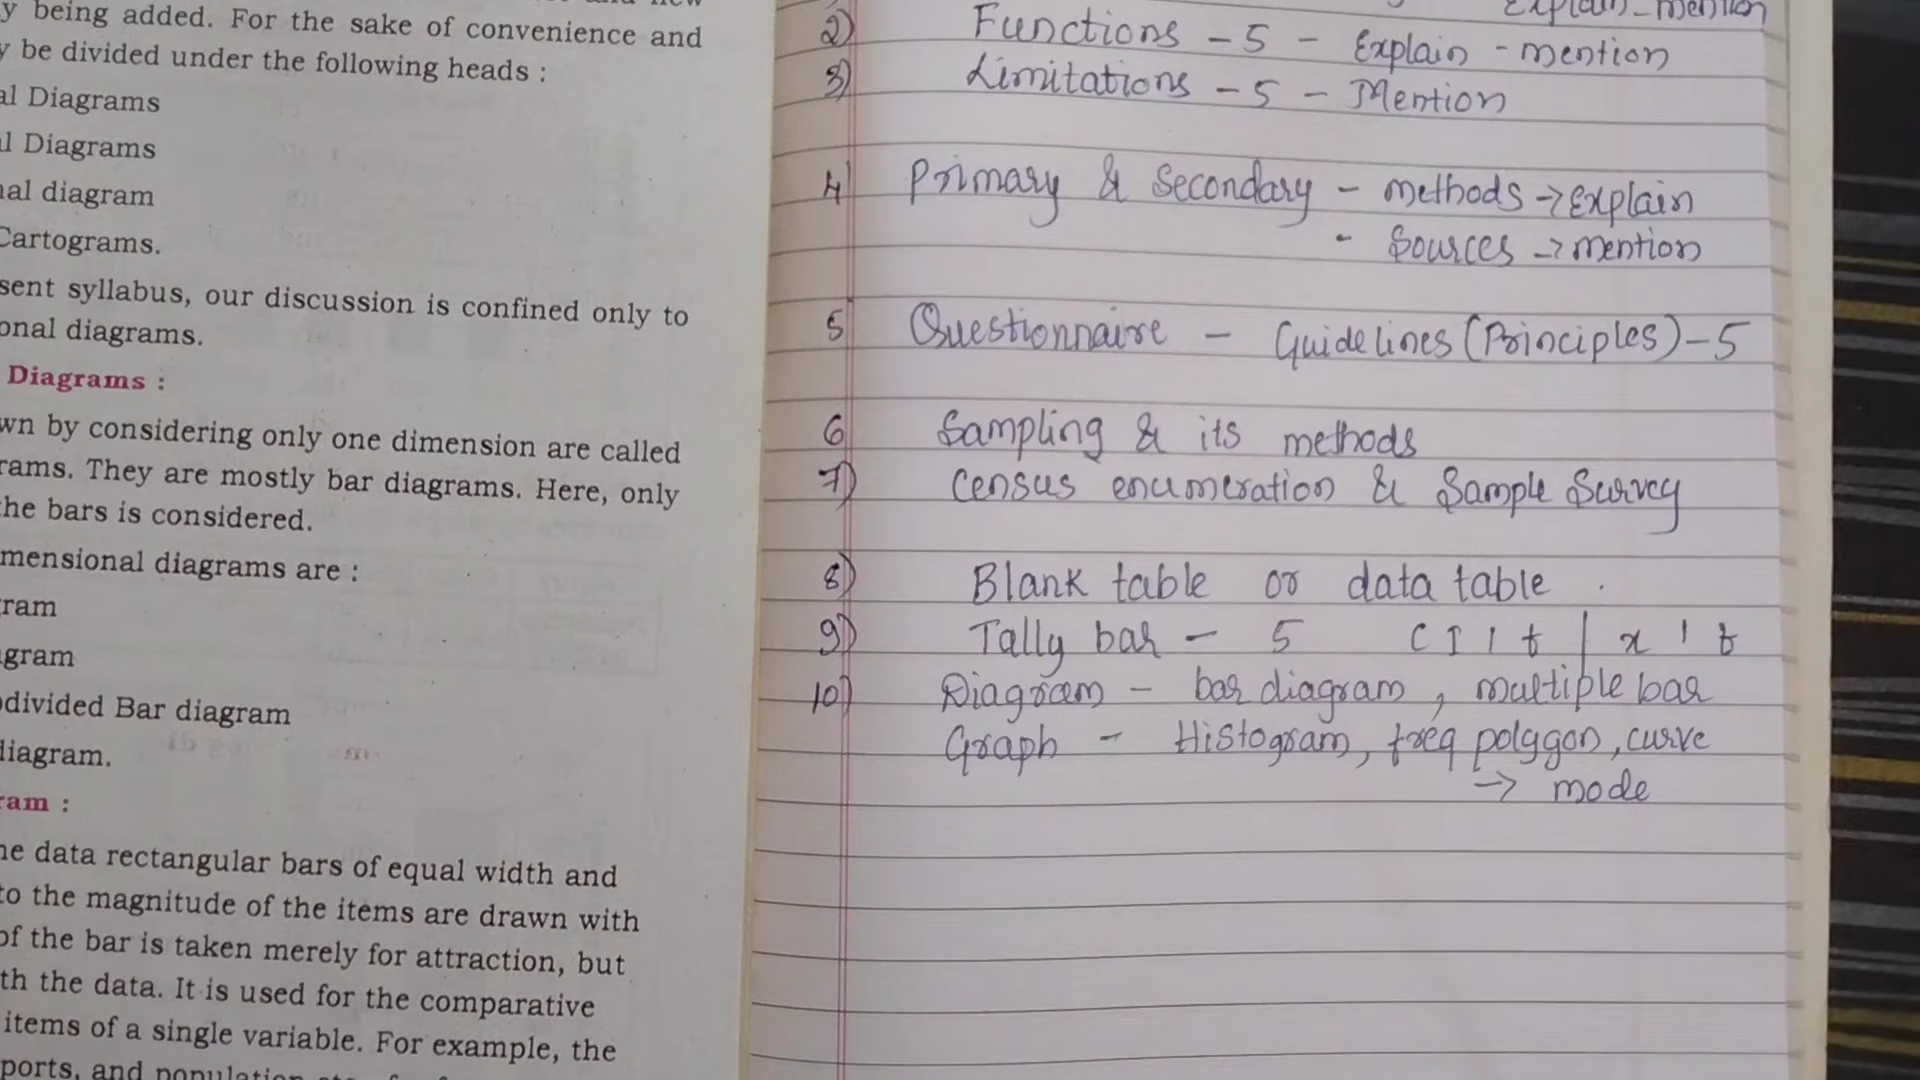 y being added. For the sake of convenience and
y be divided under the following heads :
al Diagrams
l Diagrams
nal diagram
Cartograms.
sent syllabus, our discussion is confined only to
onal diagrams.
Diagrams :
wn by considering only one dimension are called
rams. They are mostly bar diagrams. Here, only
the bars is considered.
mensional diagrams are :
ram
gram
divided Bar diagram
diagram.
ram :
he data rectangular bars of equal width and
to the magnitude of the items are drawn with
of the bar is taken merely for attraction, but
th the data. It is used for the comparative
items of a single variable. For example, the
ports, and population
Explain - mention
2) Functions - 5 - Explain - mention
3) Limitations - 5 - Mention
4 Primary & Secondary - methods → Explain
- Sources → mention
5 Questionnaire - Guidelines (Principles) - 5
6 Sampling & its methods
7) Census enumeration & Sample Survey
8) Blank table or data table .
9) Tally bar - 5 C I | f | x | f
10) Diagram - bar diagram, multiple bar
Graph - Histogram, freq polygon, curve
→ mode